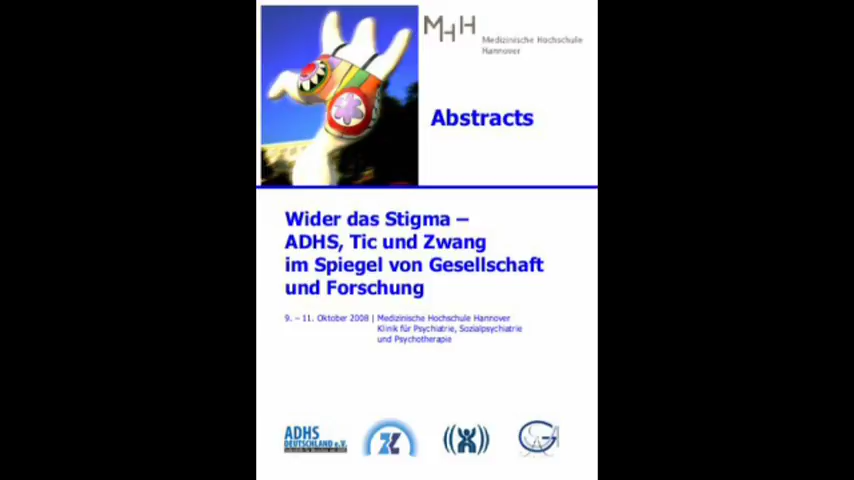 MHH
Medizinische Hochschule
Hannover
Abstracts
Wider das Stigma –
ADHS, Tic und Zwang
im Spiegel von Gesellschaft
und Forschung
9. – 11. Oktober 2008 | Medizinische Hochschule Hannover
Klinik für Psychiatrie, Sozialpsychiatrie
und Psychotherapie
ADHS
DEUTSCHLAND e.V.